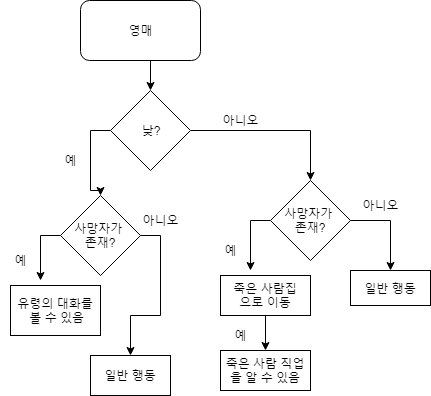 영매
낮?
아니오
예
사망자가
존재?
아니오
예
유령의 대화를
볼 수 있음
일반 행동
사망자가
존재?
아니오
예
죽은 사람집
으로 이동
일반 행동
예
죽은 사람 직업
을 알 수 있음